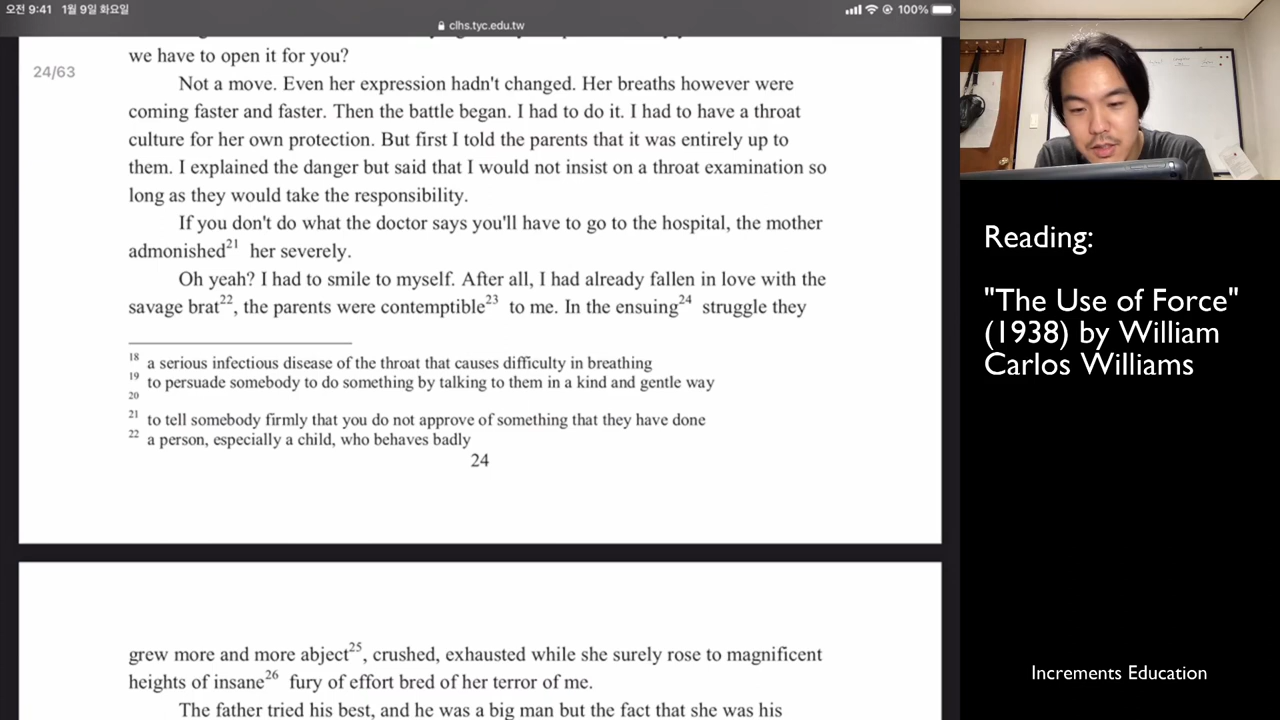 오전 9:41 1월 9일 화요일
100%
clhs.tyc.edu.tw
24/63
we have to open it for you?
Not a move. Even her expression hadn't changed. Her breaths however were
coming faster and faster. Then the battle began. I had to do it. I had to have a throat
culture for her own protection. But first I told the parents that it was entirely up to
them. I explained the danger but said that I would not insist on a throat examination so
long as they would take the responsibility.
If you don't do what the doctor says you'll have to go to the hospital, the mother
admonished21 her severely.
Oh yeah? I had to smile to myself. After all, I had already fallen in love with the
savage brat22, the parents were contemptible23 to me. In the ensuing24 struggle they
18 a serious infectious disease of the throat that causes difficulty in breathing
19 to persuade somebody to do something by talking to them in a kind and gentle way
20
21 to tell somebody firmly that you do not approve of something that they have done
22 a person, especially a child, who behaves badly
24
grew more and more abject25, crushed, exhausted while she surely rose to magnificent
heights of insane26 fury of effort bred of her terror of me.
The father tried his best, and he was a big man but the fact that she was his
Reading:
"The Use of Force"
(1938) by William
Carlos Williams
Increments Education